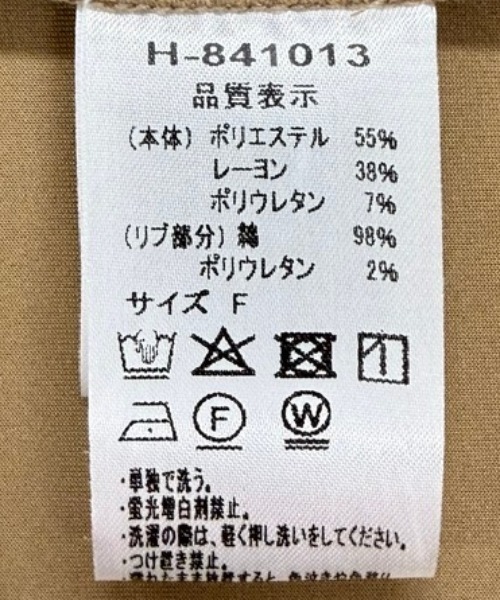 H-841013
品質表示
(本体) ポリエステル 55%
レーヨン 38%
ポリウレタン 7%
(リブ部分) 綿 98%
ポリウレタン 2%
サイズ F
F W
・単独で洗う。
・蛍光増白剤禁止。
・洗濯の際は、軽く押し洗いをしてください。
・つけ置き禁止。